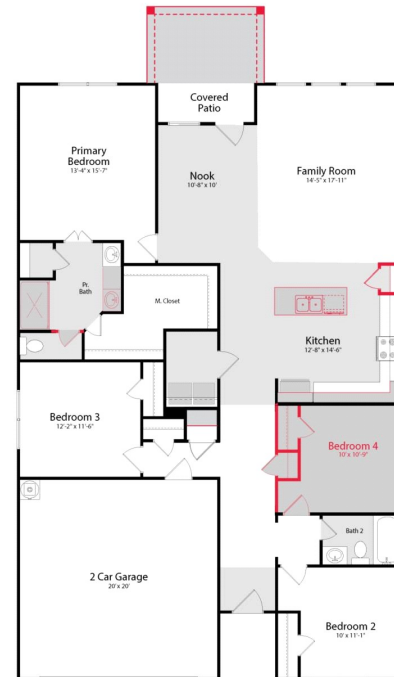 Covered
Patio
Primary
Bedroom
13'-4" x 15'-7"
Nook
10'-8" x 10'
Family Room
14'-5" x 17'-11"
Pr.
Bath
M. Closet
Kitchen
12'-8" x 14'-6"
Bedroom 3
12'-2" x 11'-6"
Bedroom 4
10' x 10'-9"
Bath 2
2 Car Garage
20' x 20'
Bedroom 2
10' x 11'-1"